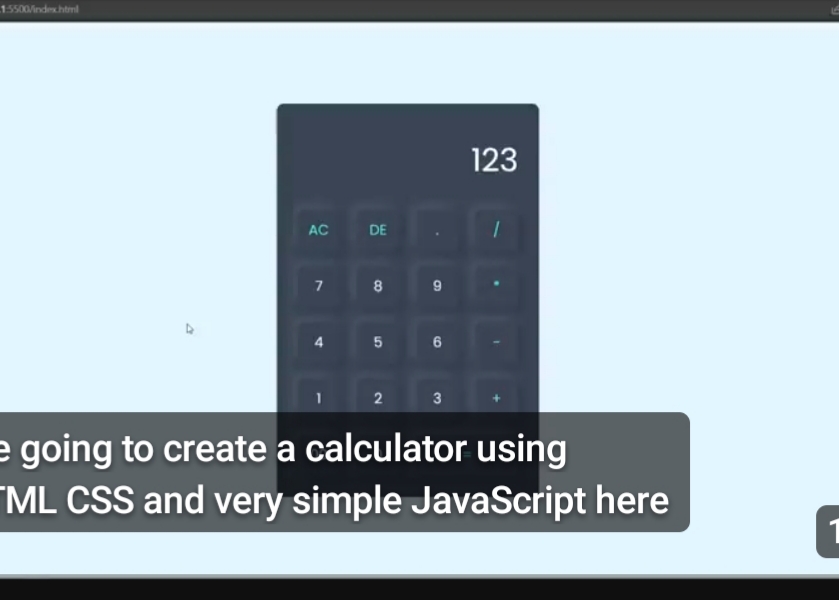 1:5500/index.html
123
AC DE . /
7 8 9 *
4 5 6 -
1 2 3 +
e going to create a calculator using
TML CSS and very simple JavaScript here
1